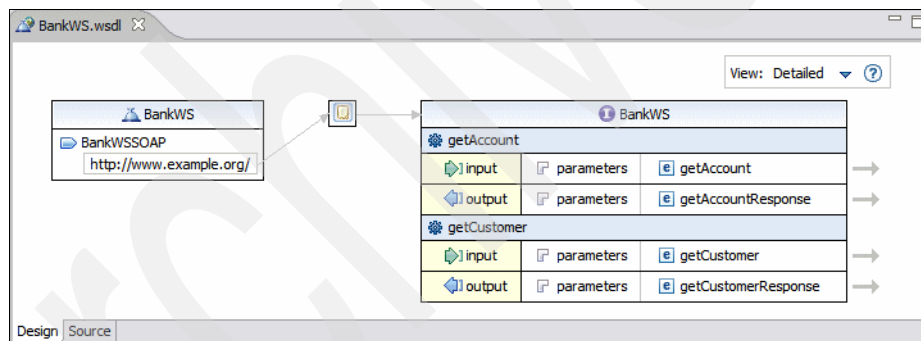 BankWS.wsdl
View: Detailed
BankWS
BankWSSOAP
http://www.example.org/
BankWS
getAccount
input parameters e getAccount
output parameters e getAccountResponse
getCustomer
input parameters e getCustomer
output parameters e getCustomerResponse
Design Source